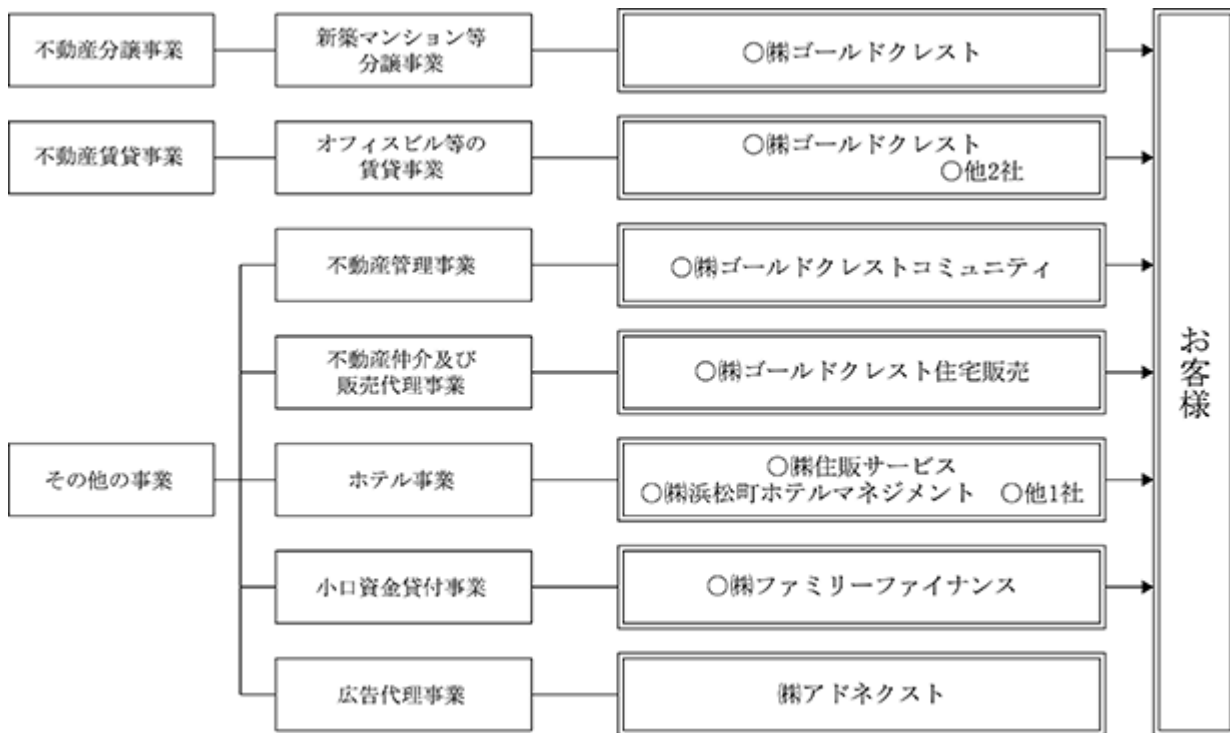 不動産分譲事業
新築マンション等
分譲事業
○㈱ゴールドクレスト
不動産賃貸事業
オフィスビル等の
賃貸事業
○㈱ゴールドクレスト
○他2社
不動産管理事業
○㈱ゴールドクレストコミュニティ
不動産仲介及び
販売代理事業
○㈱ゴールドクレスト住宅販売
その他の事業
ホテル事業
○㈱住販サービス
○㈱浜松町ホテルマネジメント　○他1社
小口資金貸付事業
○㈱ファミリーファイナンス
広告代理事業
㈱アドネクスト
お客様